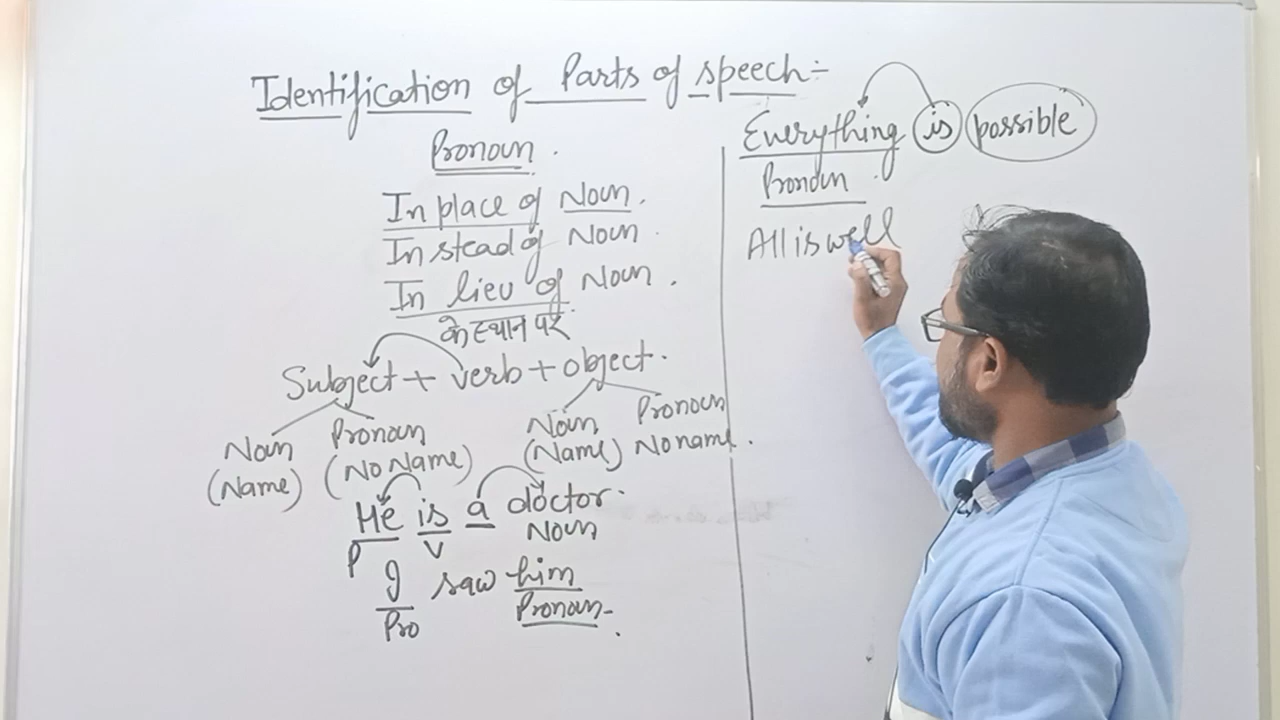 Identification of Parts of speech:-
Pronoun.
In place of Noun.
In stead of Noun.
In lieu of Noun.
के स्थान पर
Subject + verb + object.
Noun Pronoun Noun Pronoun
(Name) (No Name) (Name) No name.
He is a doctor.
P V Noun
I saw him
Pro Pronoun.
Everything is possible
Pronoun.
All is well